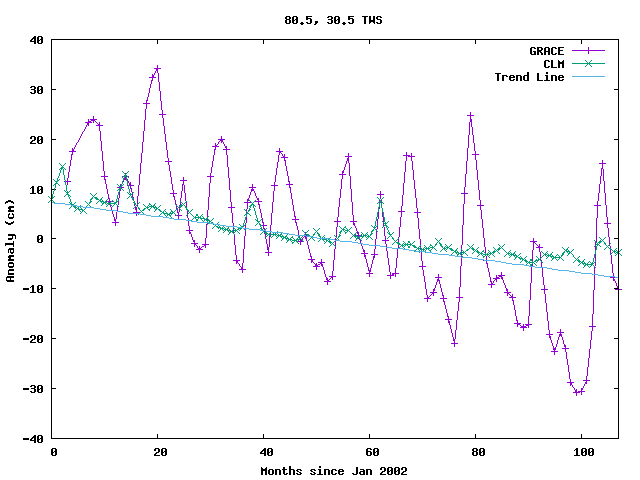 80.5, 30.5 TWS
GRACE
CLM
Trend Line
Anomaly (cm)
40
30
20
10
0
-10
-20
-30
-40
0 20 40 60 80 100
Months since Jan 2002